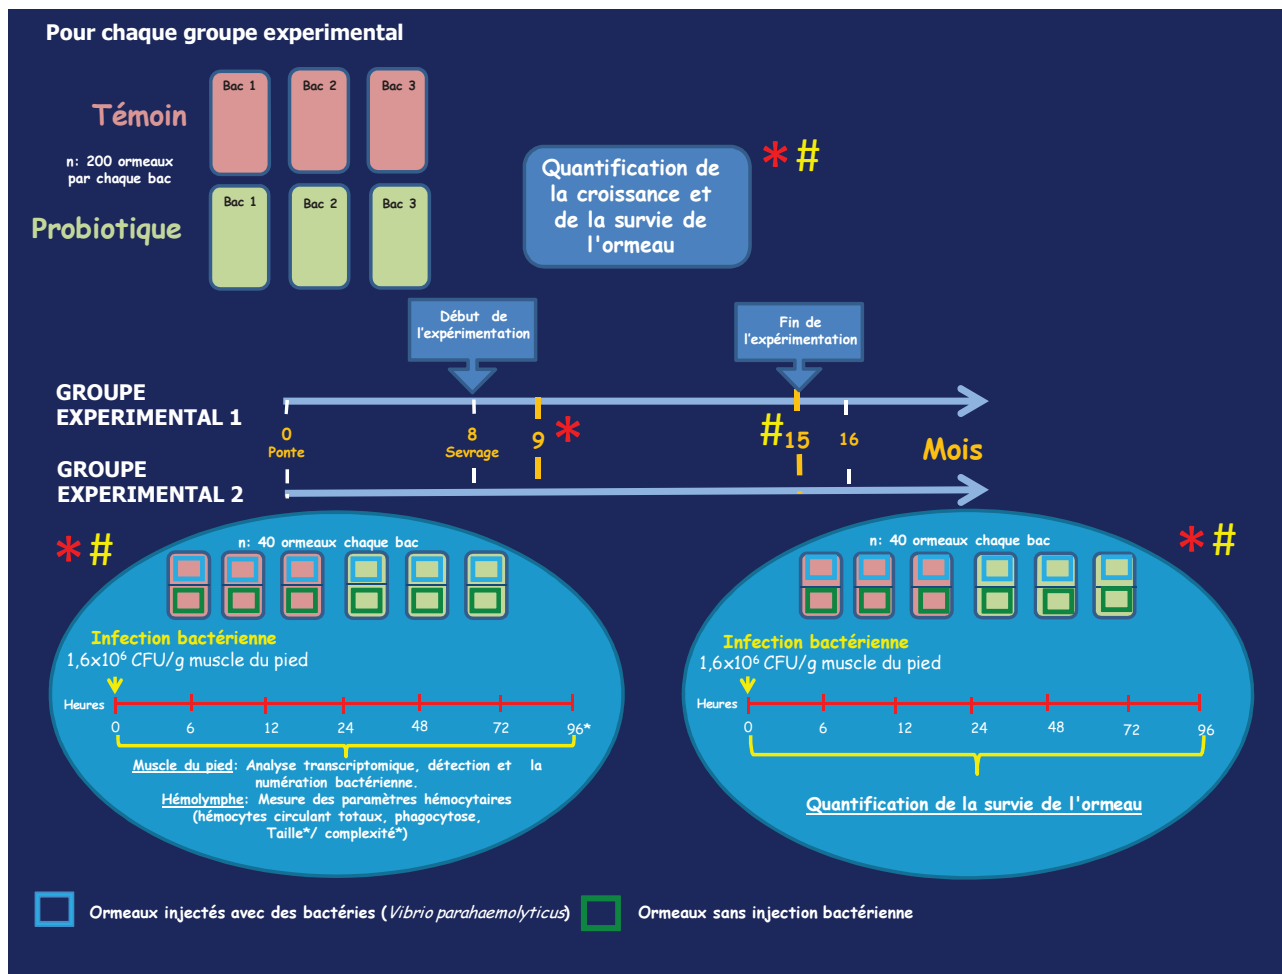 Pour chaque groupe experimental
Témoin
Bac 1
Bac 2
Bac 3
n: 200 ormeaux
par chaque bac
Probiotique
Bac 1
Bac 2
Bac 3
Quantification de
la croissance et
de la survie de
l'ormeau
* #
Début de
l'expérimentation
Fin de
l'expérimentation
GROUPE
EXPERIMENTAL 1
0
Ponte
8
Sevrage
9
*
#
15
16
Mois
GROUPE
EXPERIMENTAL 2
* #
n: 40 ormeaux chaque bac
Infection bactérienne
1,6x10⁶ CFU/g muscle du pied
Heures
0 6 12 24 48 72 96*
Muscle du pied: Analyse transcriptomique, détection et la
numération bactérienne.
Hémolymphe: Mesure des paramètres hémocytaires
(hémocytes circulant totaux, phagocytose,
Taille*/ complexité*)
* #
n: 40 ormeaux chaque bac
Infection bactérienne
1,6x10⁶ CFU/g muscle du pied
Heures
0 6 12 24 48 72 96
Quantification de la survie de l'ormeau
Ormeaux injectés avec des bactéries (Vibrio parahaemolyticus)
Ormeaux sans injection bactérienne